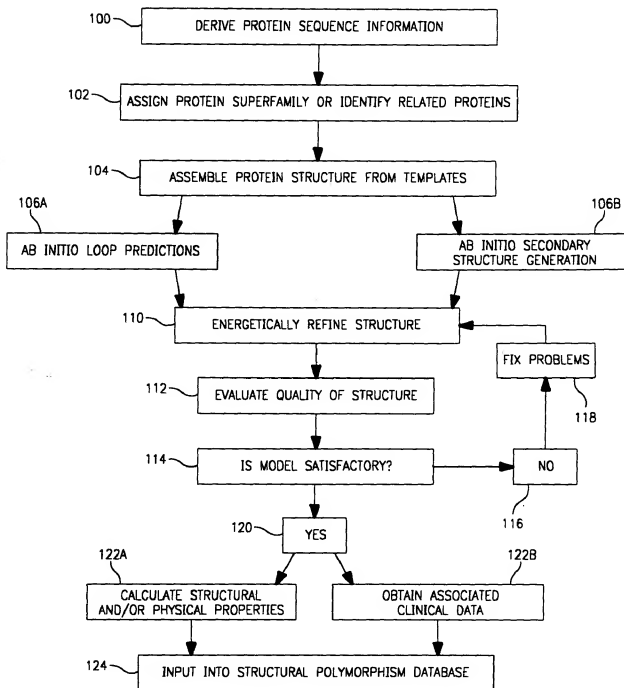 100
DERIVE PROTEIN SEQUENCE INFORMATION
102
ASSIGN PROTEIN SUPERFAMILY OR IDENTIFY RELATED PROTEINS
104
ASSEMBLE PROTEIN STRUCTURE FROM TEMPLATES
106A
AB INITIO LOOP PREDICTIONS
106B
AB INITIO SECONDARY
STRUCTURE GENERATION
110
ENERGETICALLY REFINE STRUCTURE
FIX PROBLEMS
118
112
EVALUATE QUALITY OF STRUCTURE
114
IS MODEL SATISFACTORY?
NO
116
120
YES
122A
CALCULATE STRUCTURAL
AND/OR PHYSICAL PROPERTIES
122B
OBTAIN ASSOCIATED
CLINICAL DATA
124
INPUT INTO STRUCTURAL POLYMORPHISM DATABASE